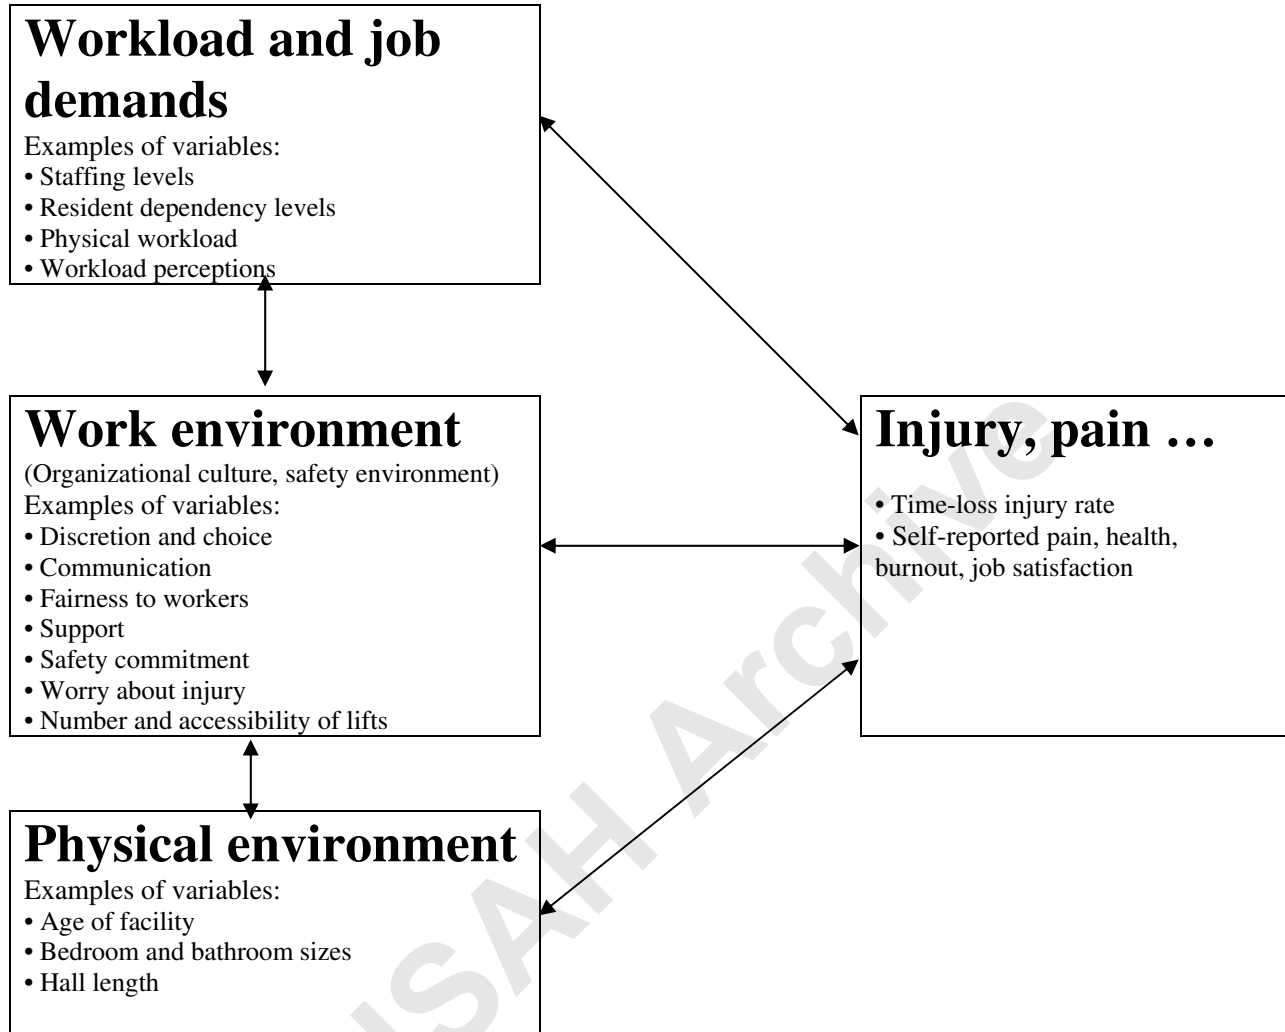 Workload and job
demands
Examples of variables:
• Staffing levels
• Resident dependency levels
• Physical workload
• Workload perceptions
Work environment
(Organizational culture, safety environment)
Examples of variables:
• Discretion and choice
• Communication
• Fairness to workers
• Support
• Safety commitment
• Worry about injury
• Number and accessibility of lifts
Injury, pain …
• Time-loss injury rate
• Self-reported pain, health,
burnout, job satisfaction
Physical environment
Examples of variables:
• Age of facility
• Bedroom and bathroom sizes
• Hall length
SAH Archive